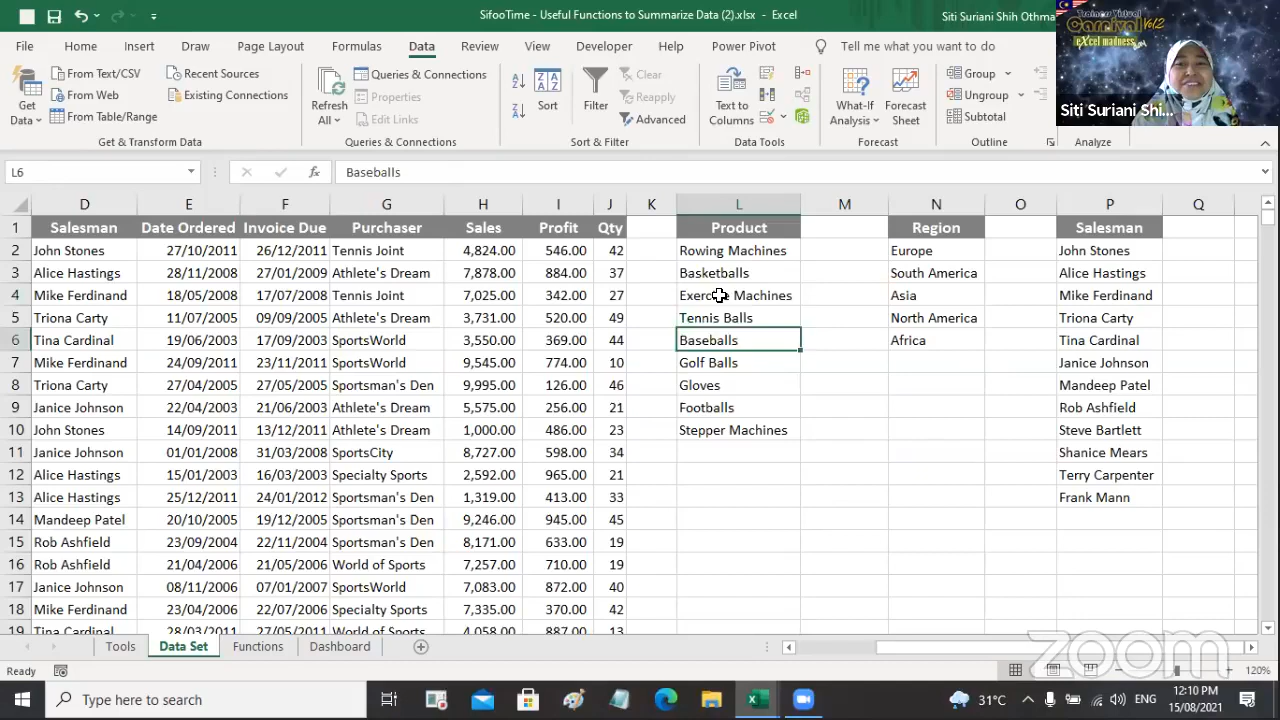 SifooTime - Useful Functions to Summarize Data (2).xlsx - Excel
Siti Suriani Shih Othma
Trainers Virtual
Carnival Vol2
eXcel madness
Siti Suriani Shi...
File Home Insert Draw Page Layout Formulas Data Review View Developer Help Power Pivot Tell me what you want to do
Get Data
From Text/CSV
From Web
From Table/Range
Recent Sources
Existing Connections
Get & Transform Data
Refresh All
Queries & Connections
Properties
Edit Links
Queries & Connections
Sort
Filter
Clear
Reapply
Advanced
Sort & Filter
Text to Columns
Data Tools
What-If Analysis
Forecast Sheet
Forecast
Group
Ungroup
Subtotal
Outline
Analyze
L6 fx Baseballs
D E F G H I J K L M N O P Q
1 Salesman Date Ordered Invoice Due Purchaser Sales Profit Qty Product Region Salesman
2 John Stones 27/10/2011 26/12/2011 Tennis Joint 4,824.00 546.00 42 Rowing Machines Europe John Stones
3 Alice Hastings 28/11/2008 27/01/2009 Athlete's Dream 7,878.00 884.00 37 Basketballs South America Alice Hastings
4 Mike Ferdinand 18/05/2008 17/07/2008 Tennis Joint 7,025.00 342.00 27 Exercise Machines Asia Mike Ferdinand
5 Triona Carty 11/07/2005 09/09/2005 Athlete's Dream 3,731.00 520.00 49 Tennis Balls North America Triona Carty
6 Tina Cardinal 19/06/2003 17/09/2003 SportsWorld 3,550.00 369.00 44 Baseballs Africa Tina Cardinal
7 Mike Ferdinand 24/09/2011 23/11/2011 SportsWorld 9,545.00 774.00 10 Golf Balls Janice Johnson
8 Triona Carty 27/04/2005 27/05/2005 Sportsman's Den 9,995.00 126.00 46 Gloves Mandeep Patel
9 Janice Johnson 22/04/2003 21/06/2003 Athlete's Dream 5,575.00 256.00 21 Footballs Rob Ashfield
10 John Stones 14/09/2011 13/12/2011 Athlete's Dream 1,000.00 486.00 23 Stepper Machines Steve Bartlett
11 Janice Johnson 01/01/2008 31/03/2008 SportsCity 8,727.00 598.00 34 Shanice Mears
12 Alice Hastings 15/01/2003 16/03/2003 Specialty Sports 2,592.00 965.00 21 Terry Carpenter
13 Alice Hastings 25/12/2011 24/01/2012 Sportsman's Den 1,319.00 413.00 33 Frank Mann
14 Mandeep Patel 20/10/2005 19/12/2005 Sportsman's Den 9,246.00 945.00 45
15 Rob Ashfield 23/09/2004 22/11/2004 Sportsman's Den 8,171.00 633.00 19
16 Rob Ashfield 21/04/2006 21/05/2006 World of Sports 7,257.00 710.00 19
17 Janice Johnson 08/11/2006 07/01/2007 SportsWorld 7,083.00 872.00 40
18 Mike Ferdinand 23/04/2006 22/07/2006 Specialty Sports 7,335.00 370.00 42
19 Tina Cardinal 28/03/2011 27/05/2011 World of Sports 4,058.00 887.00 13
Tools Data Set Functions Dashboard
Ready 120%
zoom
Type here to search 31°C ENG 12:10 PM
15/08/2021